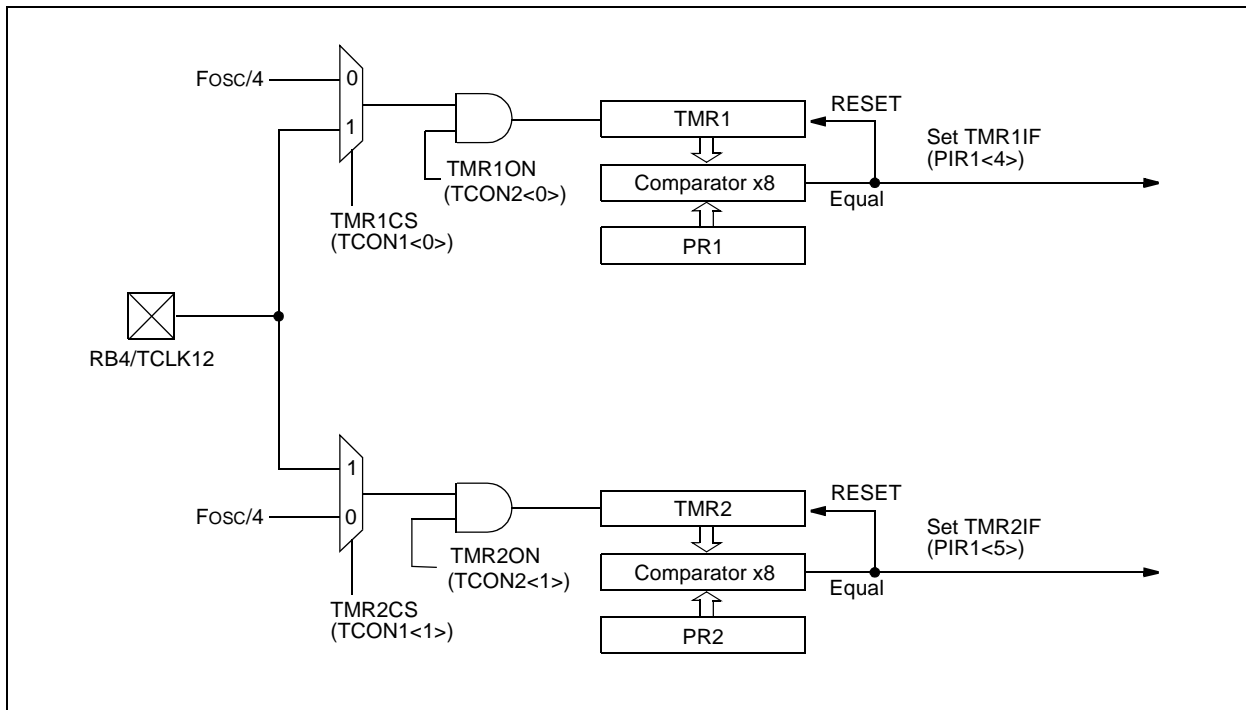 FOSC/4
0
1
TMR1ON
(TCON2<0>)
TMR1CS
(TCON1<0>)
TMR1
Comparator x8
PR1
RESET
Equal
Set TMR1IF
(PIR1<4>)
RB4/TCLK12
1
FOSC/4
0
TMR2ON
(TCON2<1>)
TMR2CS
(TCON1<1>)
TMR2
Comparator x8
PR2
RESET
Equal
Set TMR2IF
(PIR1<5>)